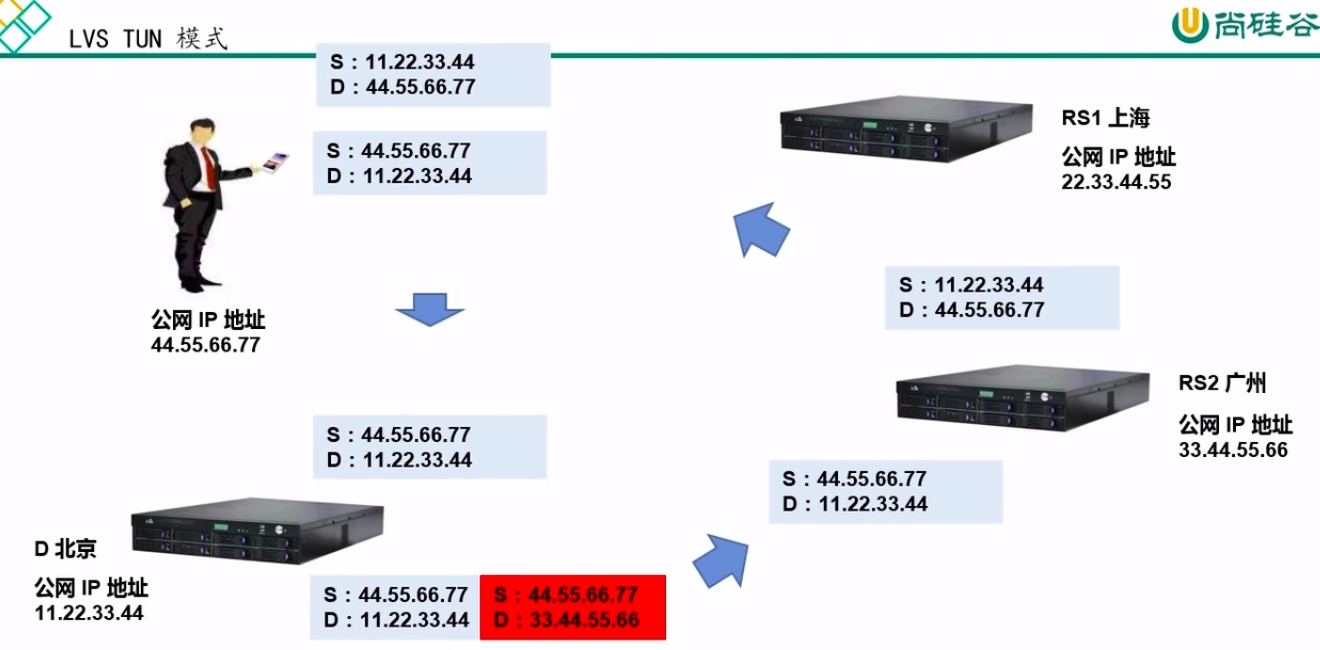 LVS TUN 模式
尚硅谷
S：11.22.33.44
D：44.55.66.77
S：44.55.66.77
D：11.22.33.44
公网 IP 地址
44.55.66.77
RS1 上海
公网 IP 地址
22.33.44.55
S：11.22.33.44
D：44.55.66.77
RS2 广州
公网 IP 地址
33.44.55.66
S：44.55.66.77
D：11.22.33.44
S：44.55.66.77
D：11.22.33.44
D 北京
公网 IP 地址
11.22.33.44
S：44.55.66.77
D：11.22.33.44
S：44.55.66.77
D：33.44.55.66